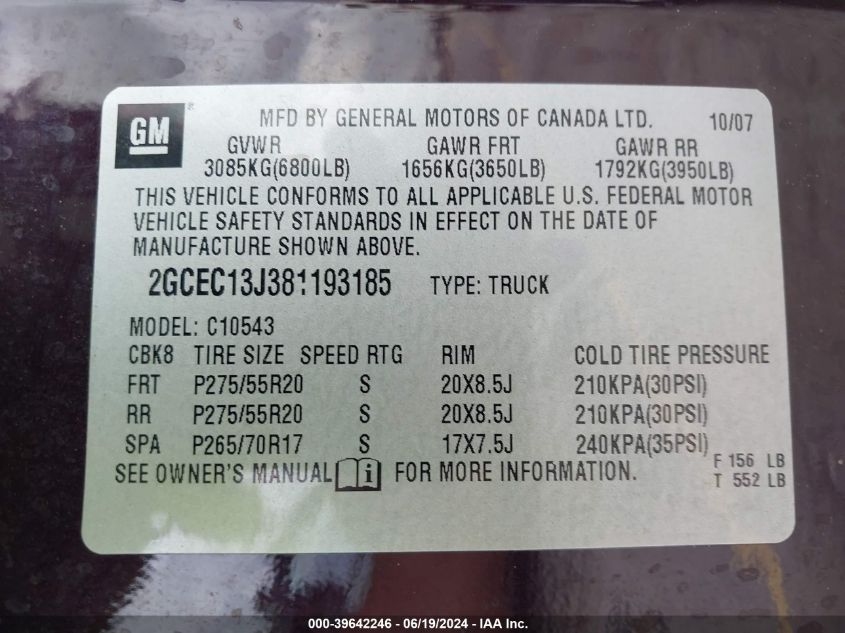 GM ®
MFD BY GENERAL MOTORS OF CANADA LTD. 10/07
GVWR GAWR FRT GAWR RR
3085KG(6800LB) 1656KG(3650LB) 1792KG(3950LB)
THIS VEHICLE CONFORMS TO ALL APPLICABLE U.S. FEDERAL MOTOR
VEHICLE SAFETY STANDARDS IN EFFECT ON THE DATE OF
MANUFACTURE SHOWN ABOVE.
2GCEC13J381193185 TYPE: TRUCK
MODEL: C10543
CBK8 TIRE SIZE SPEED RTG RIM COLD TIRE PRESSURE
FRT P275/55R20 S 20X8.5J 210KPA(30PSI)
RR P275/55R20 S 20X8.5J 210KPA(30PSI)
SPA P265/70R17 S 17X7.5J 240KPA(35PSI)
F 156 LB
SEE OWNER'S MANUAL i FOR MORE INFORMATION.
T 552 LB
000-39642246 - 06/19/2024 - IAA Inc.